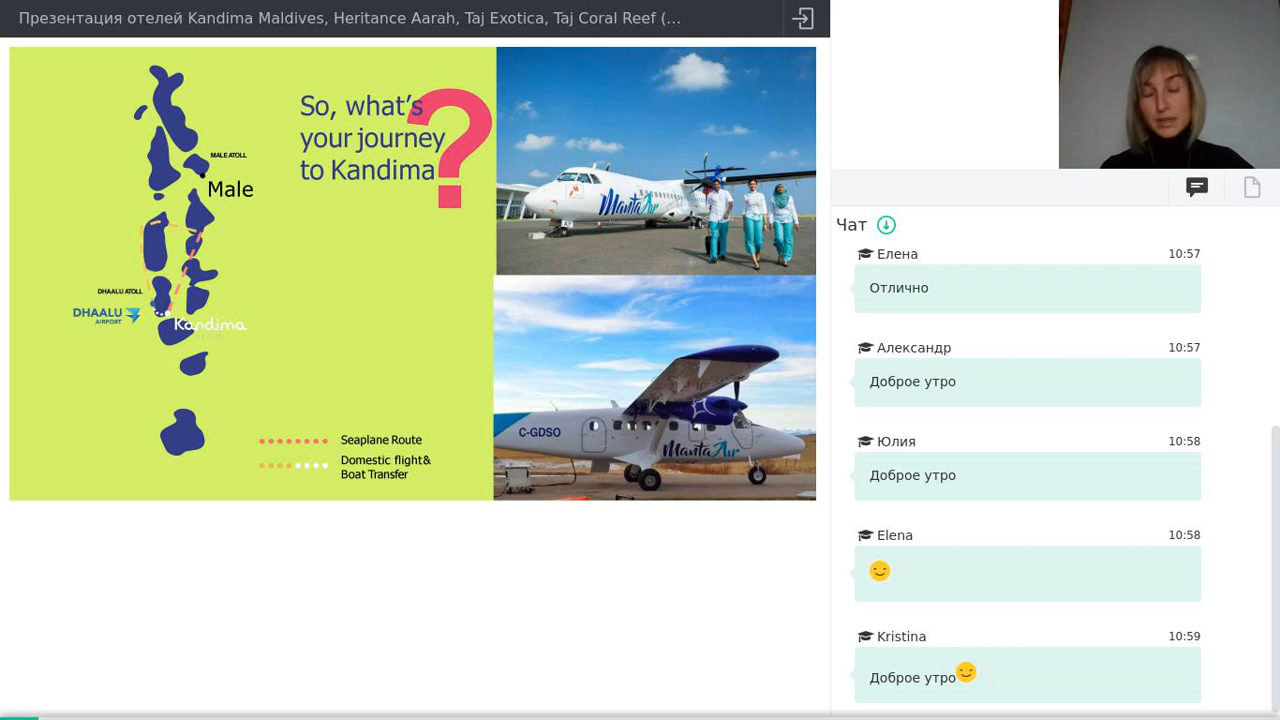 Презентация отелей Kandima Maldives, Heritance Aarah, Taj Exotica, Taj Coral Reef (...
So, what's
your journey
to Kandima
?
MALE ATOLL
Male
DHAALU ATOLL
DHAALU
AIRPORT
Kandima
Seaplane Route
Domestic flight&
Boat Transfer
MantaAir
C-GDSO
MantaAir
Чат
Елена 10:57
Отлично
Александр 10:57
Доброе утро
Юлия 10:58
Доброе утро
Elena 10:58
Kristina 10:59
Доброе утро